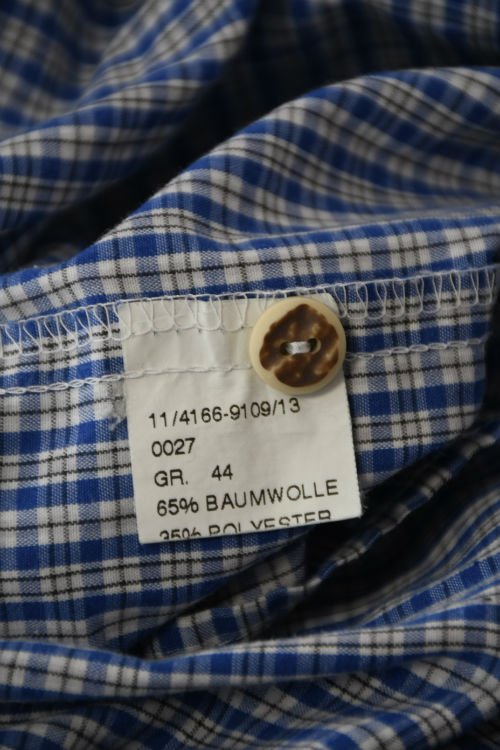 11/4166-9109/13
0027
GR. 44
65% BAUMWOLLE
35% POLYESTER